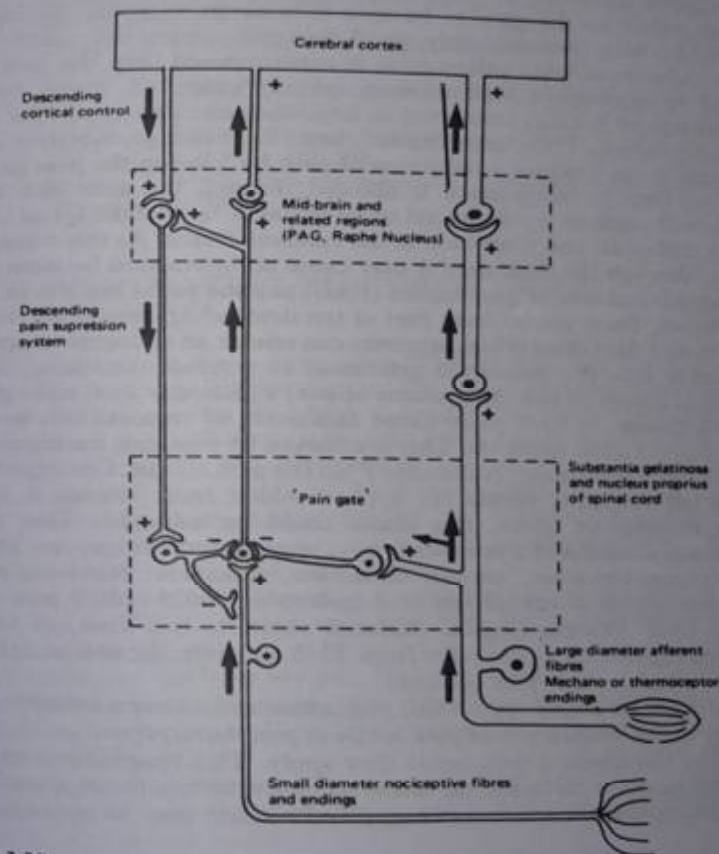 Cerebral cortex
+
+
Descending
cortical control
+
+
+
Mid-brain and
related regions
(PAG, Raphe Nucleus)
+
Descending
pain supression
system
+
Substantia gelatinosa
and nucleus proprius
of spinal cord
'Pain gate'
+
−
−
+
+
−
Large diameter afferent
fibres
Mechano or thermoceptor
endings
Small diameter nociceptive fibres
and endings